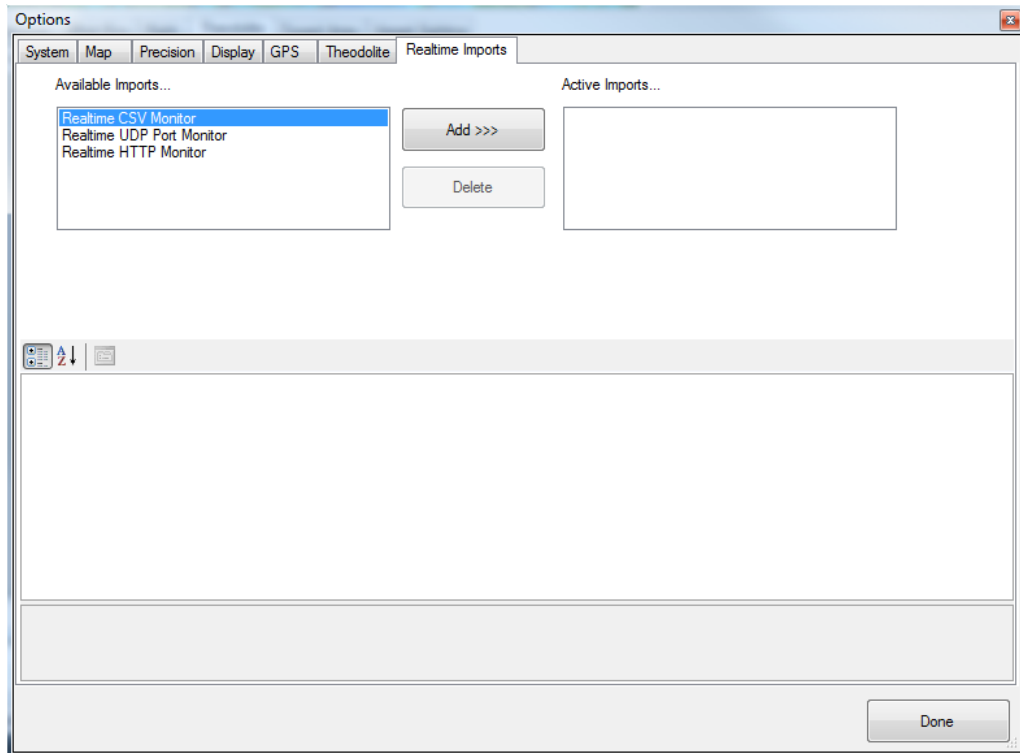 Options
System Map Precision Display GPS Theodolite Realtime Imports
Available Imports... Active Imports...
Realtime CSV Monitor
Realtime UDP Port Monitor
Realtime HTTP Monitor
Add >>>
Delete
A
Z
Done